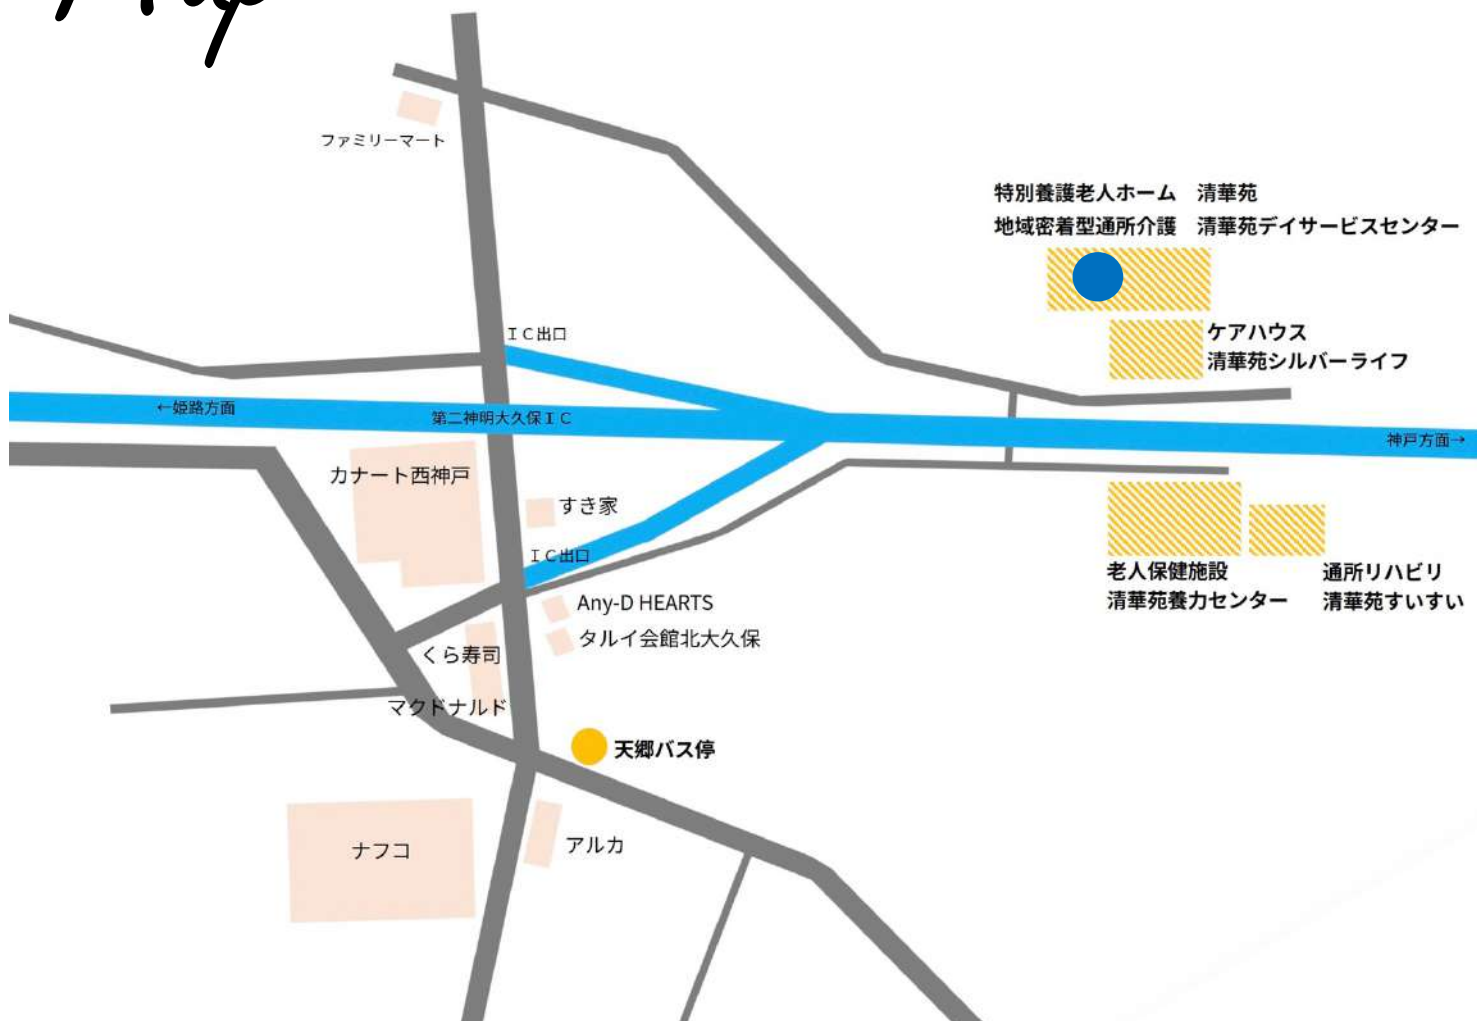 Map
ファミリーマート
特別養護老人ホーム　清華苑
地域密着型通所介護　清華苑デイサービスセンター
ＩＣ出口
ケアハウス
清華苑シルバーライフ
←姫路方面
第二神明大久保ＩＣ
神戸方面→
カナート西神戸
すき家
ＩＣ出口
老人保健施設
清華苑養力センター
通所リハビリ
清華苑すいすい
Any-D HEARTS
タルイ会館北大久保
くら寿司
マクドナルド
天郷バス停
ナフコ
アルカ